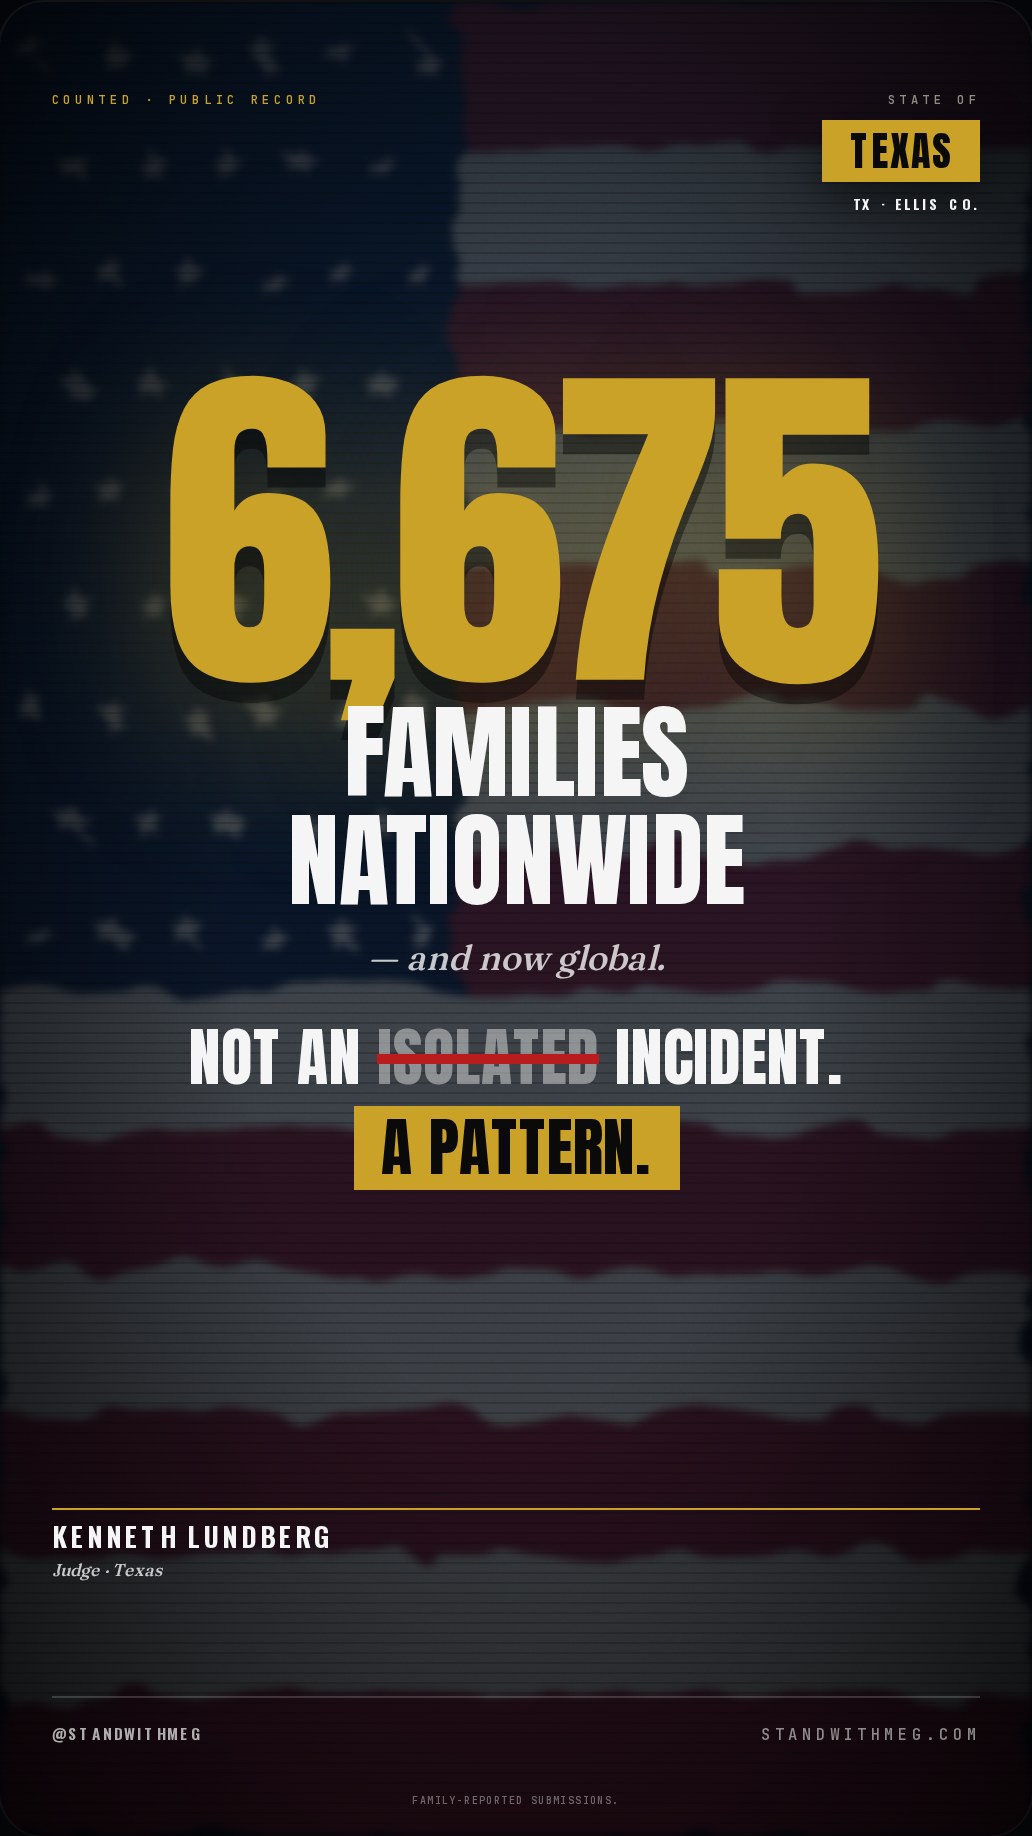 COUNTED · PUBLIC RECORD
STATE OF
TEXAS
TX · ELLIS CO.
6,675
FAMILIES
NATIONWIDE
— and now global.
NOT AN ISOLATED INCIDENT.
A PATTERN.
KENNETH LUNDBERG
Judge · Texas
@STANDWITHMEG
STANDWITHMEG.COM
FAMILY-REPORTED SUBMISSIONS.